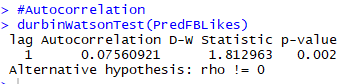 > #Autocorrelation
> durbinWatsonTest(PredFBLikes)
lag Autocorrelation D-W Statistic p-value
1 0.07560921 1.812963 0.002
Alternative hypothesis: rho != 0